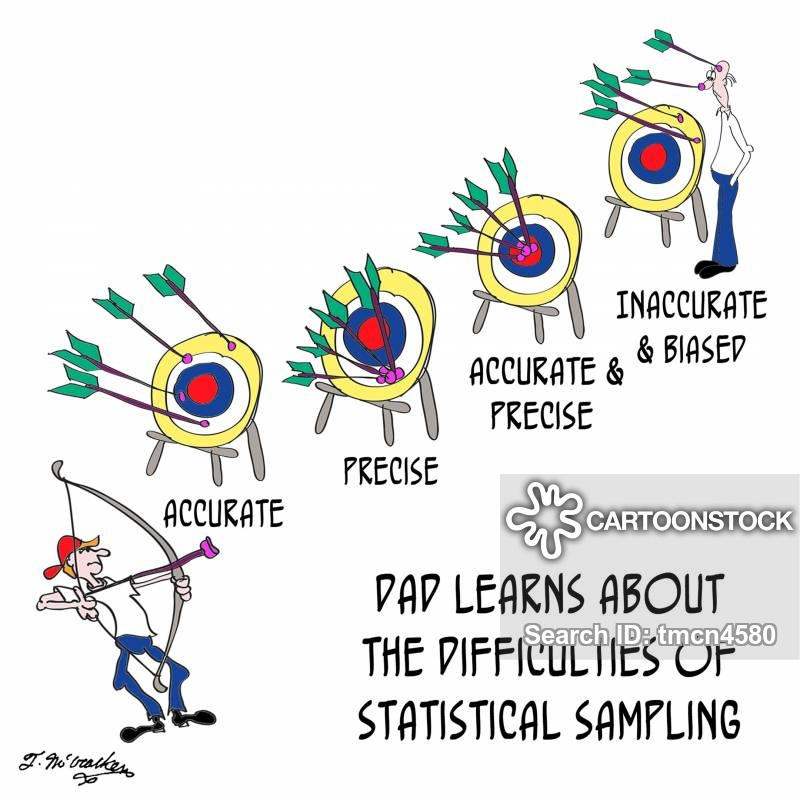 INACCURATE
& BIASED
ACCURATE &
PRECISE
PRECISE
ACCURATE
CARTOONSTOCK
DAD LEARNS ABOUT
Search ID: tmcn4580
THE DIFFICULTIES OF
STATISTICAL SAMPLING